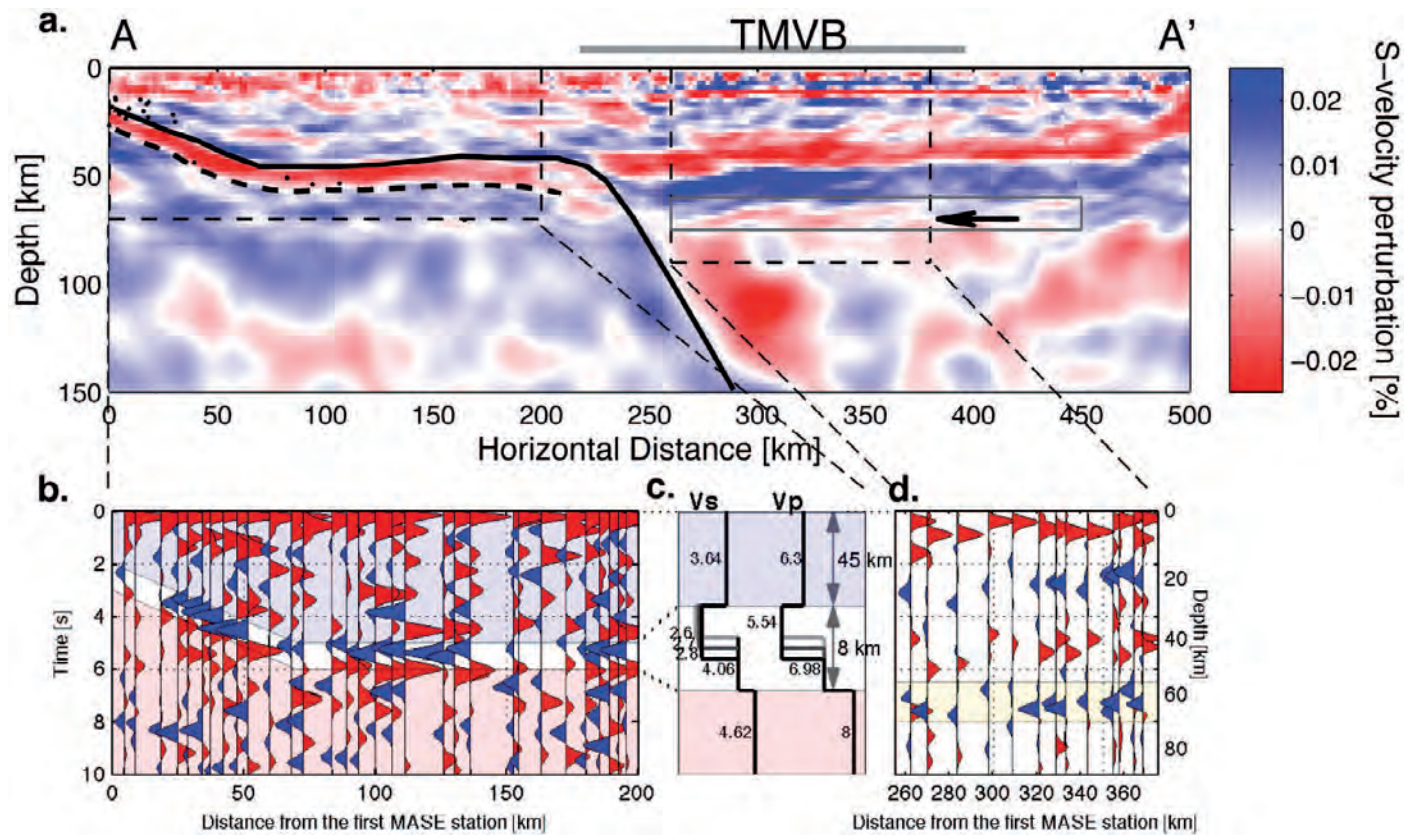 a. A TMVB A'
0
50
100
150
Depth [km]
0 50 100 150 200 260 300 350 400 450 500
Horizontal Distance [km]
0.02
0.01
0
−0.01
−0.02
S−velocity perturbation [%]
b. c. d.
Vs Vp
0
2
4
6
8
10
Time [s]
0 50 100 150 200
Distance from the first MASE station [km]
3.04 6.3 45 km
5.54
2.6
2.7
2.8
4.06 6.98 8 km
4.62 8
0
20
40
60
80
Depth [km]
260 280 300 320 340 360
Distance from the first MASE station [km]